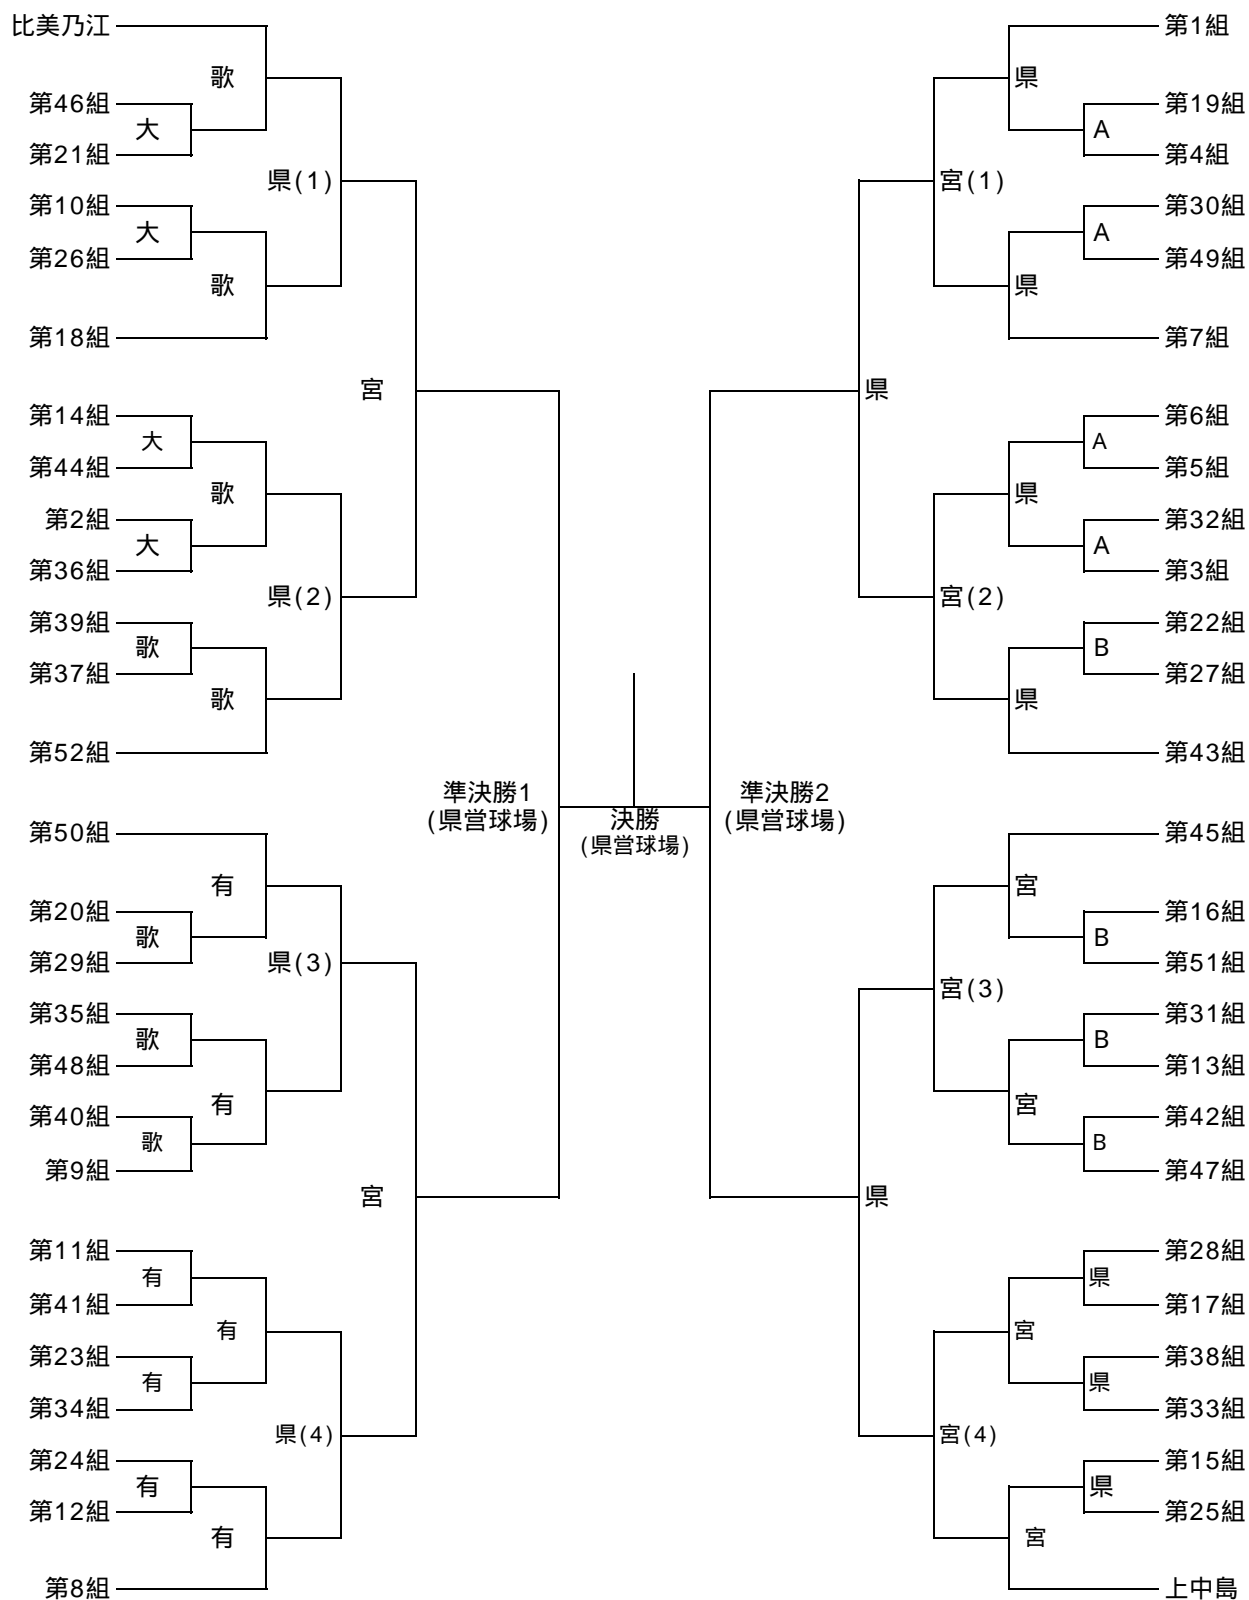 比美乃江
歌
第46組
大
第21組
県(1)
第10組
大
第26組
歌
第18組
宮
第14組
大
第44組
歌
第2組
大
第36組
県(2)
第39組
歌
第37組
歌
第52組
準決勝1
(県営球場)
第50組
有
第20組
歌
第29組
県(3)
第35組
歌
第48組
有
第40組
歌
第9組
宮
第11組
有
第41組
有
第23組
有
第34組
県(4)
第24組
有
第12組
有
第8組
決勝
(県営球場)
第1組
県
第19組
A
第4組
宮(1)
第30組
A
第49組
県
第7組
県
第6組
A
第5組
県
第32組
A
第3組
宮(2)
第22組
B
第27組
県
第43組
準決勝2
(県営球場)
第45組
宮
第16組
B
第51組
宮(3)
第31組
B
第13組
宮
第42組
B
第47組
県
第28組
県
第17組
宮
第38組
県
第33組
宮(4)
第15組
県
第25組
宮
上中島